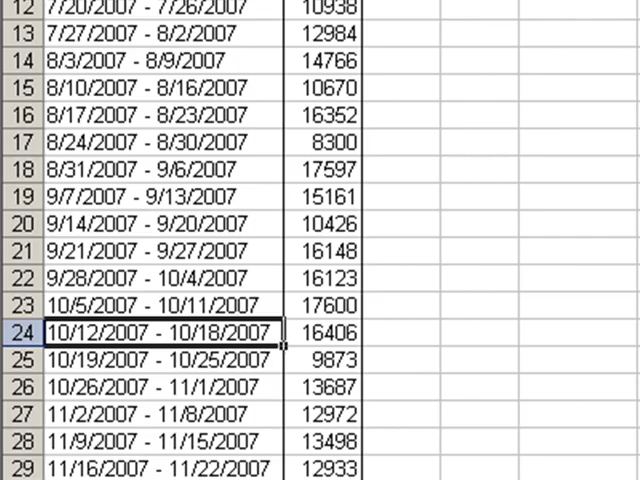 12 7/20/2007 - 7/26/2007 10938
13 7/27/2007 - 8/2/2007 12984
14 8/3/2007 - 8/9/2007 14766
15 8/10/2007 - 8/16/2007 10670
16 8/17/2007 - 8/23/2007 16352
17 8/24/2007 - 8/30/2007 8300
18 8/31/2007 - 9/6/2007 17597
19 9/7/2007 - 9/13/2007 15161
20 9/14/2007 - 9/20/2007 10426
21 9/21/2007 - 9/27/2007 16148
22 9/28/2007 - 10/4/2007 16123
23 10/5/2007 - 10/11/2007 17600
24 10/12/2007 - 10/18/2007 16406
25 10/19/2007 - 10/25/2007 9873
26 10/26/2007 - 11/1/2007 13687
27 11/2/2007 - 11/8/2007 12972
28 11/9/2007 - 11/15/2007 13498
29 11/16/2007 - 11/22/2007 12933